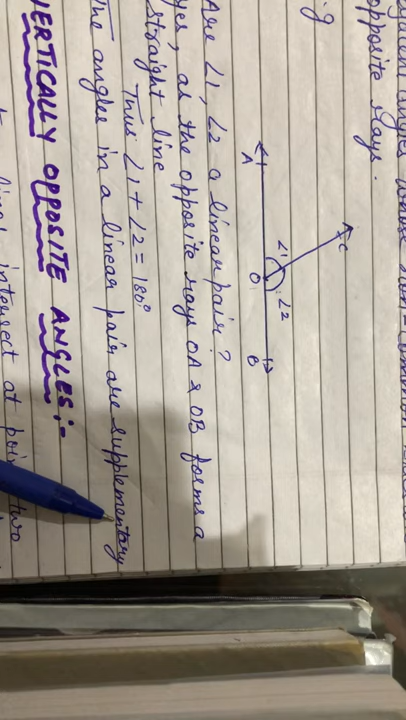 opposite rays.
C
∠1
∠2
A
O
B
Are ∠1, ∠2 a linear pair?
yes, as the opposite rays OA & OB forms a
straight line
Thus ∠1 + ∠2 = 180°
The angles in a linear pair are supplementary
VERTICALLY OPPOSITE ANGLES:-
intersect at
two